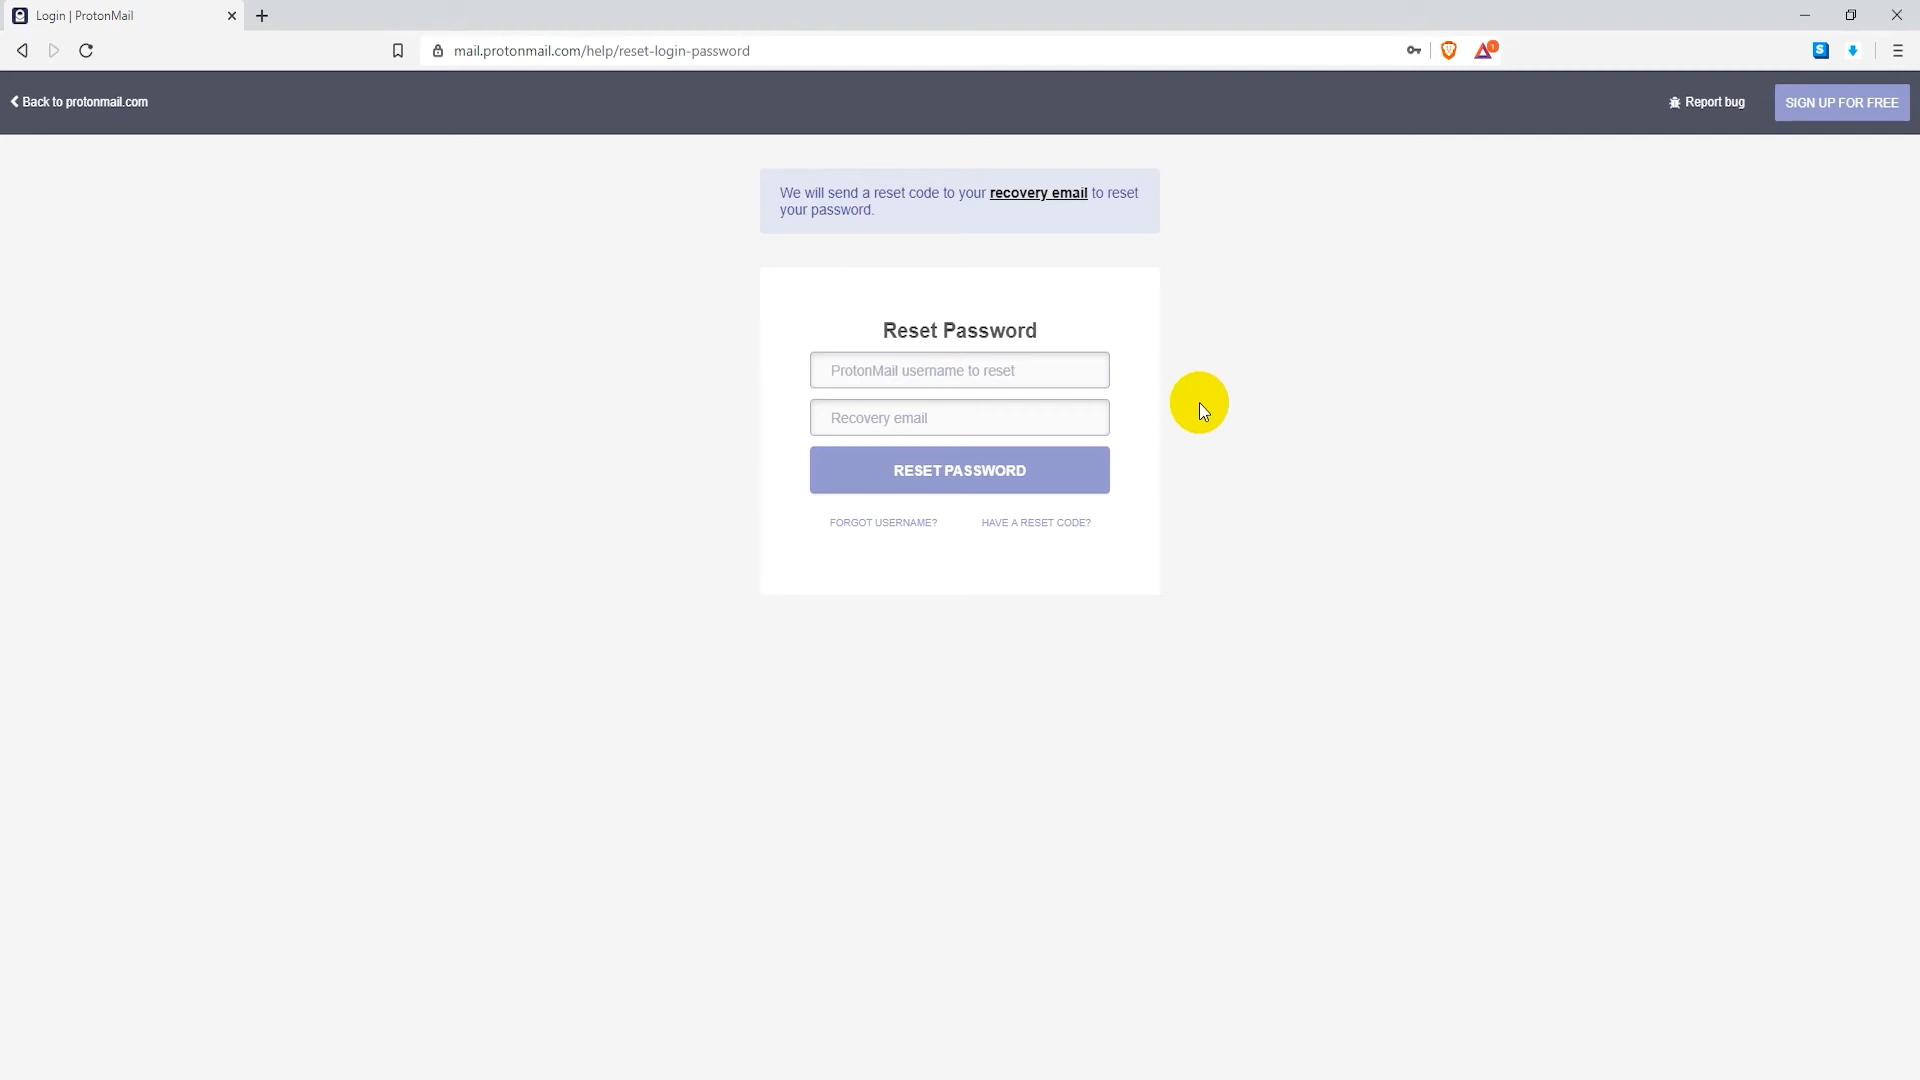 Login | ProtonMail
mail.protonmail.com/help/reset-login-password
1
S
Back to protonmail.com
Report bug
SIGN UP FOR FREE
We will send a reset code to your recovery email to reset
your password.
Reset Password
ProtonMail username to reset
Recovery email
RESET PASSWORD
FORGOT USERNAME?
HAVE A RESET CODE?